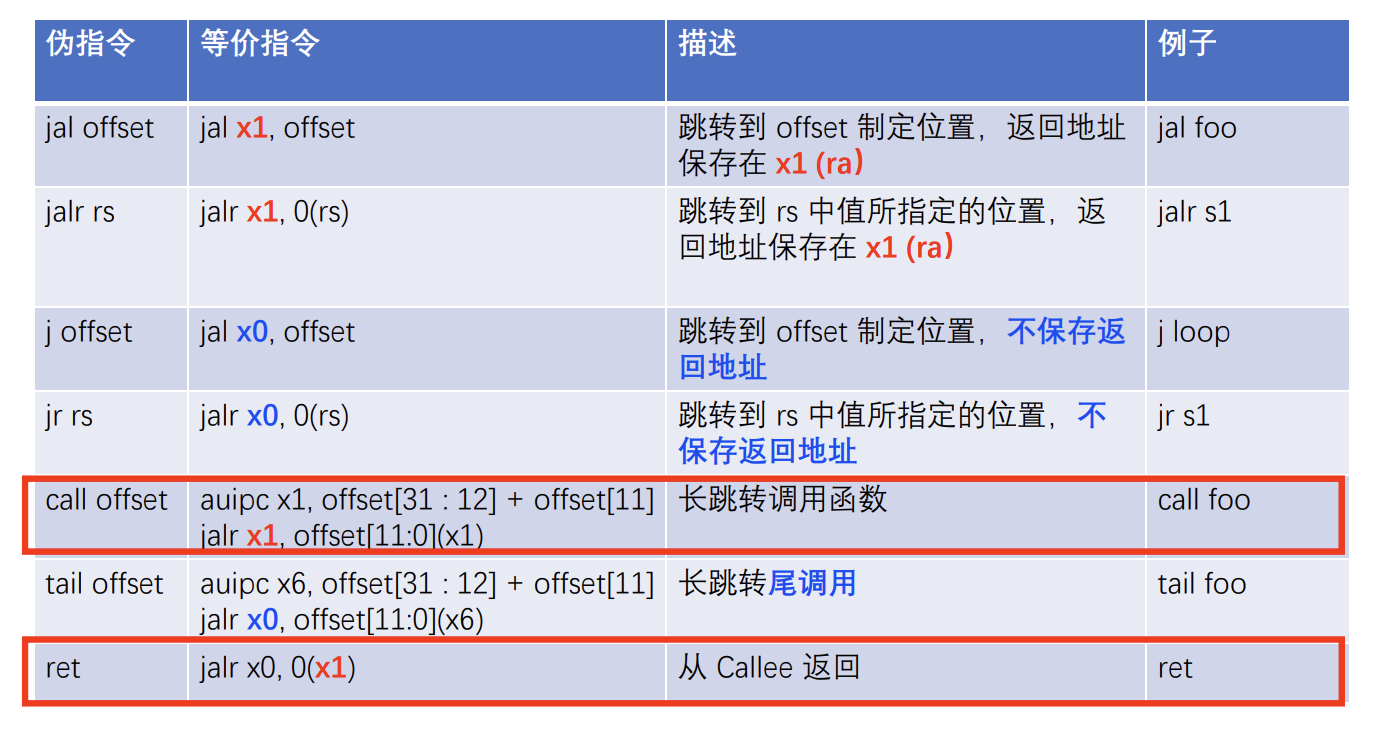 伪指令 等价指令 描述 例子
jal offset jal x1, offset 跳转到 offset 制定位置，返回地址 jal foo
保存在 x1 (ra)
jalr rs jalr x1, 0(rs) 跳转到 rs 中值所指定的位置，返 jalr s1
回地址保存在 x1 (ra)
j offset jal x0, offset 跳转到 offset 制定位置，不保存返 j loop
回地址
jr rs jalr x0, 0(rs) 跳转到 rs 中值所指定的位置，不 jr s1
保存返回地址
call offset auipc x1, offset[31 : 12] + offset[11] 长跳转调用函数 call foo
jalr x1, offset[11:0](x1)
tail offset auipc x6, offset[31 : 12] + offset[11] 长跳转尾调用 tail foo
jalr x0, offset[11:0](x6)
ret jalr x0, 0(x1) 从 Callee 返回 ret